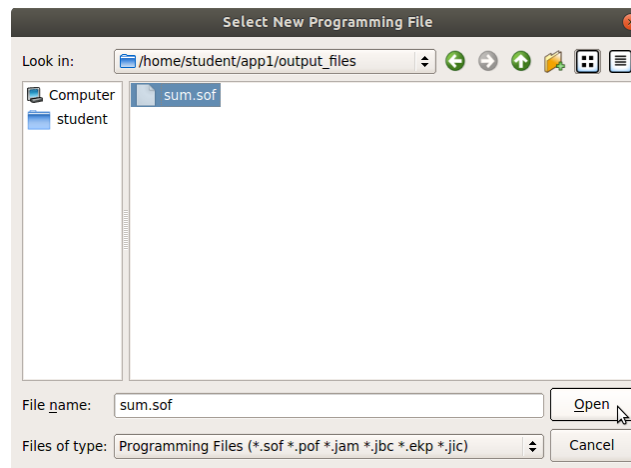 Select New Programming File
Look in: /home/student/app1/output_files
Computer
student
sum.sof
File name: sum.sof
Open
Files of type: Programming Files (*.sof *.pof *.jam *.jbc *.ekp *.jic)
Cancel